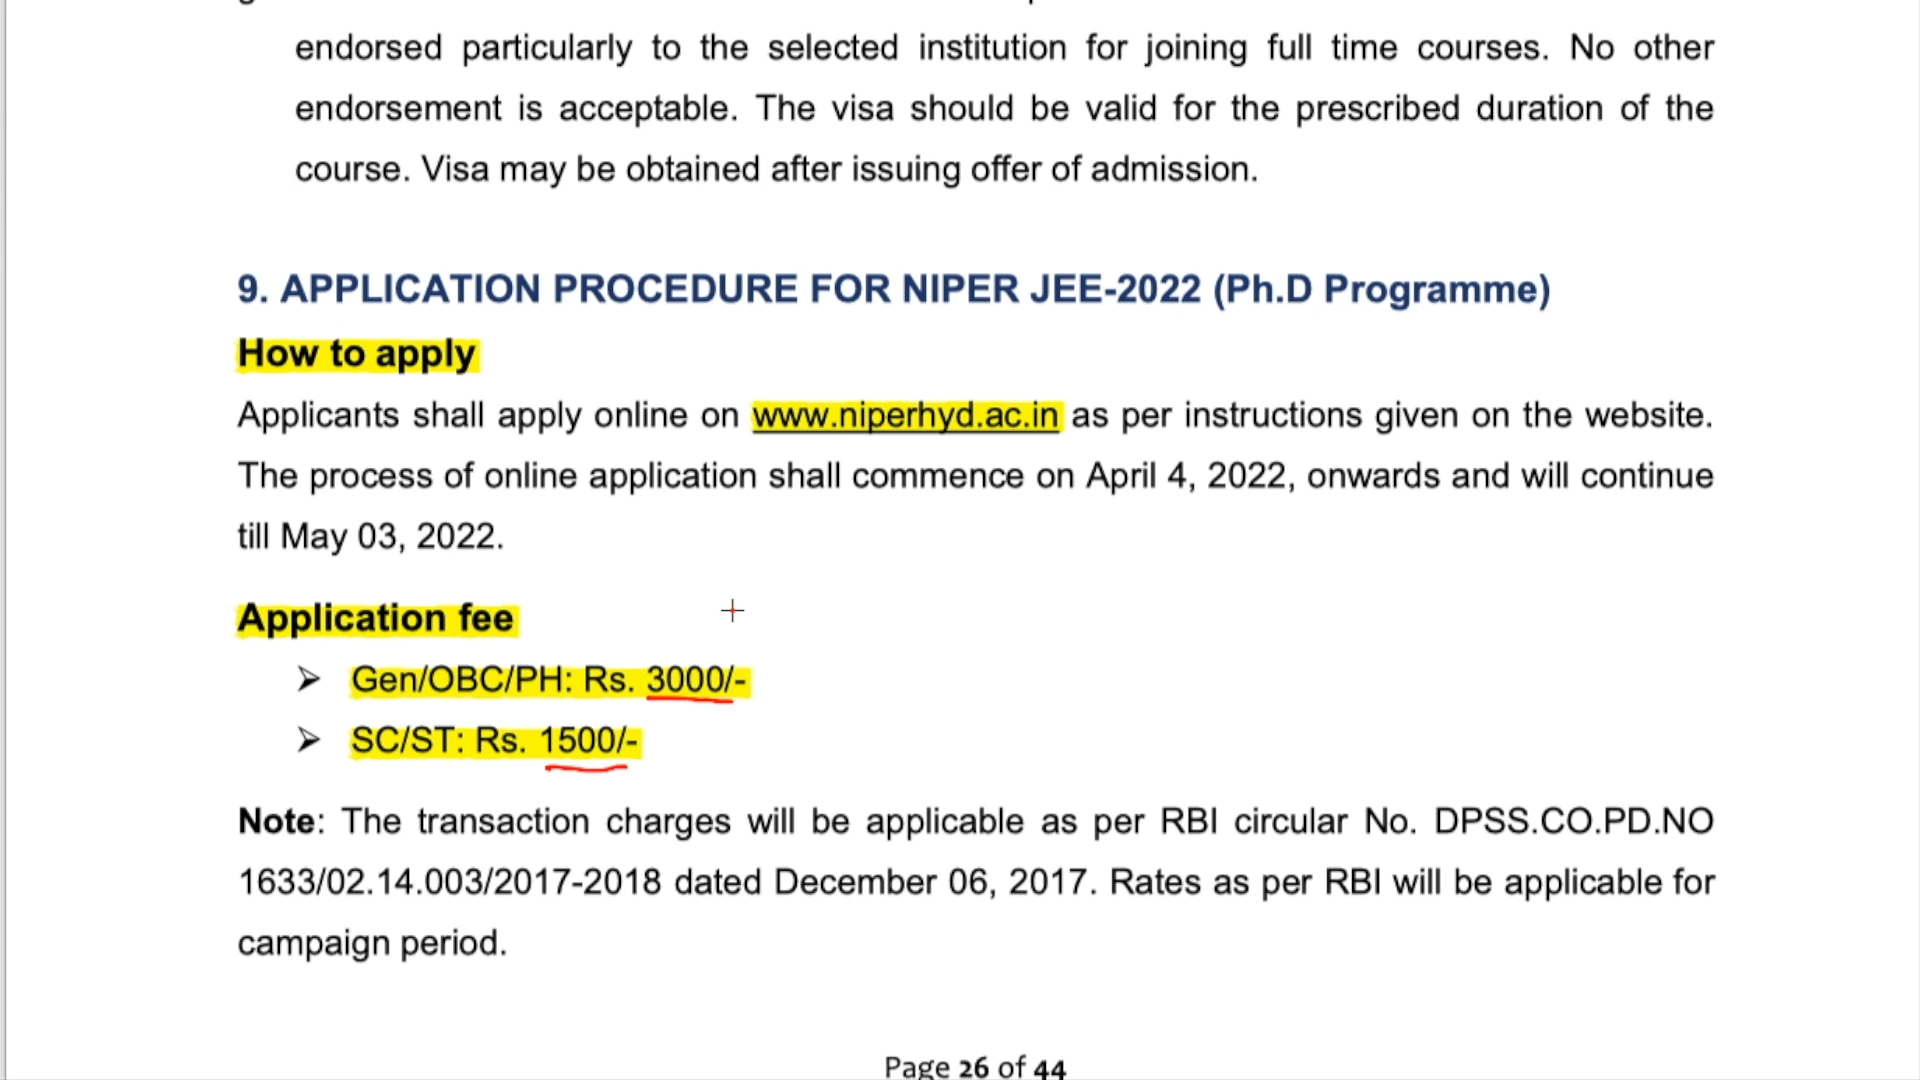 endorsed particularly to the selected institution for joining full time courses. No other
endorsement is acceptable. The visa should be valid for the prescribed duration of the
course. Visa may be obtained after issuing offer of admission.
9. APPLICATION PROCEDURE FOR NIPER JEE-2022 (Ph.D Programme)
How to apply
Applicants shall apply online on www.niperhyd.ac.in as per instructions given on the website.
The process of online application shall commence on April 4, 2022, onwards and will continue
till May 03, 2022.
Application fee
➢ Gen/OBC/PH: Rs. 3000/-
➢ SC/ST: Rs. 1500/-
Note: The transaction charges will be applicable as per RBI circular No. DPSS.CO.PD.NO
1633/02.14.003/2017-2018 dated December 06, 2017. Rates as per RBI will be applicable for
campaign period.
Page 26 of 44